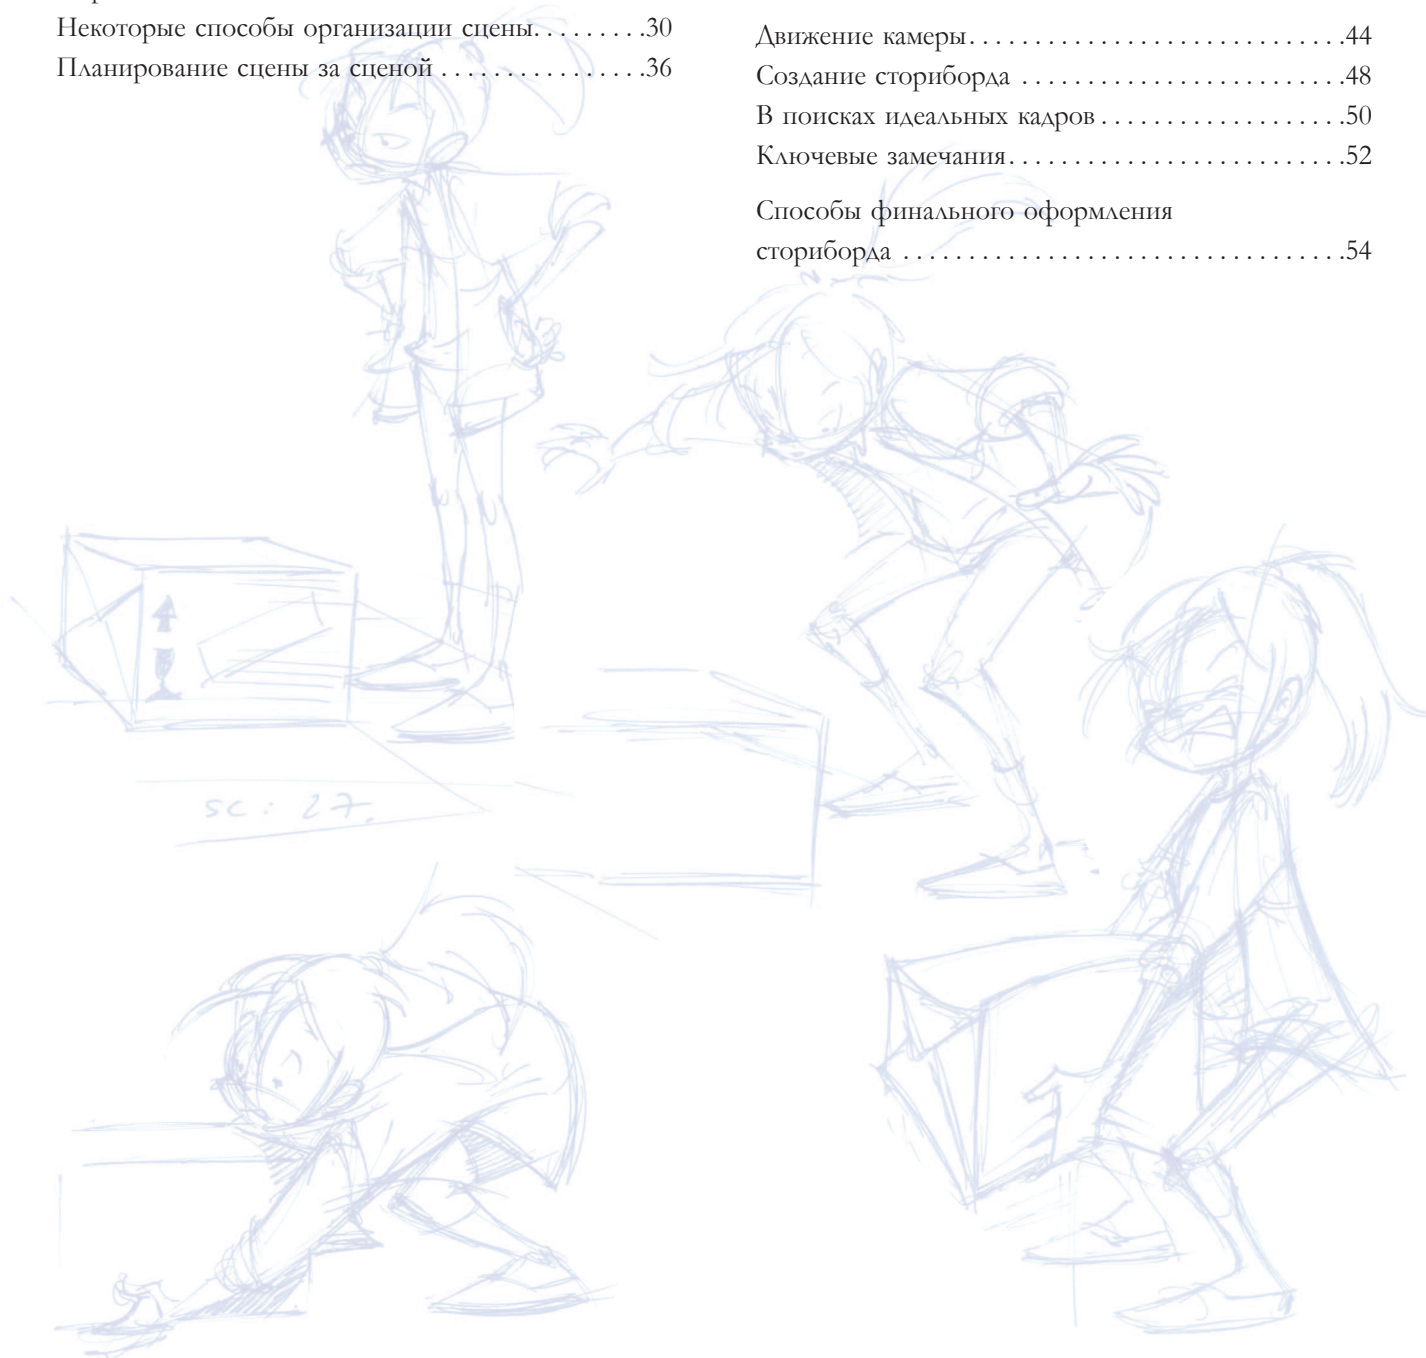 Некоторые способы организации сцены. . . . . . . . .30
Планирование сцены за сценой . . . . . . . . . . . . . . . .36
Движение камеры. . . . . . . . . . . . . . . . . . . . . . . . . . . . .44
Создание сториборда . . . . . . . . . . . . . . . . . . . . . . . . .48
В поисках идеальных кадров . . . . . . . . . . . . . . . . . . .50
Ключевые замечания. . . . . . . . . . . . . . . . . . . . . . . . . .52
Способы финального оформления
сториборда . . . . . . . . . . . . . . . . . . . . . . . . . . . . . . . . . .54
sc: 27.